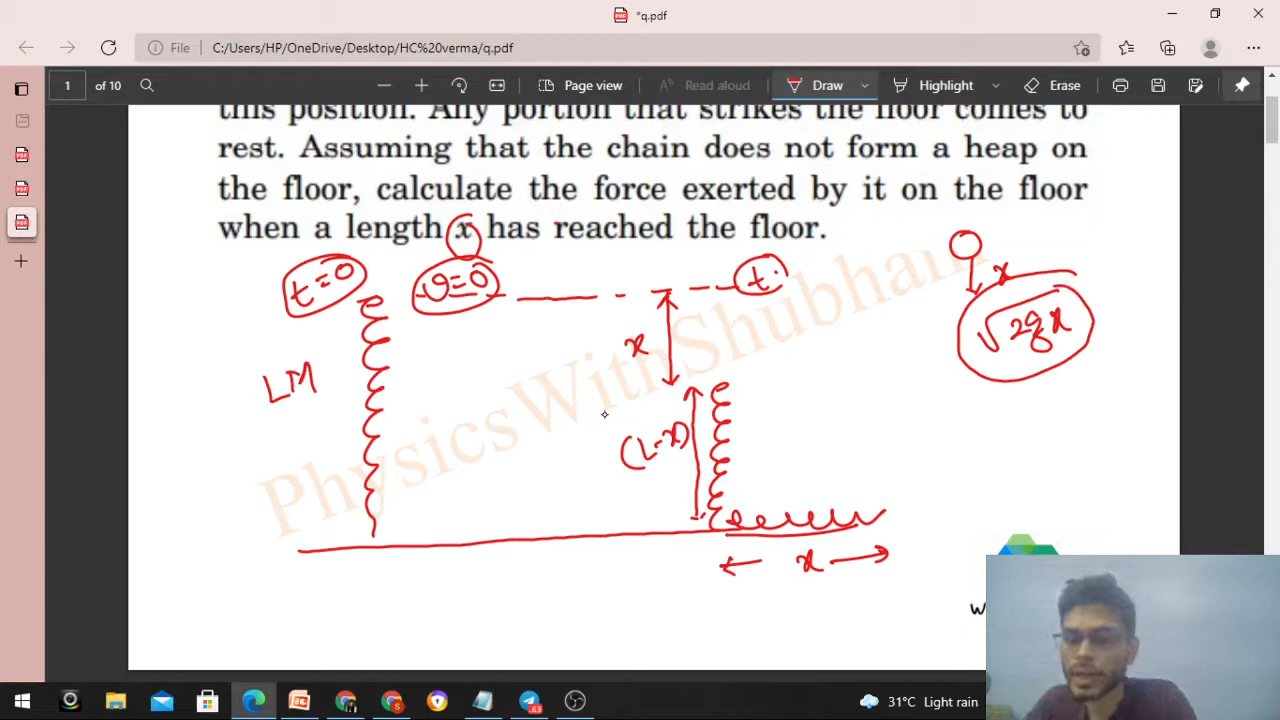 *q.pdf
File
C:/Users/HP/OneDrive/Desktop/HC%20verma/q.pdf
1 of 10
Page view
Read aloud
Draw
Highlight
Erase
this position. Any portion that strikes the floor comes to
rest. Assuming that the chain does not form a heap on
the floor, calculate the force exerted by it on the floor
when a length x has reached the floor.
t=0
v=0
t
x
√2gx
x
LM
(L-x)
x
PhysicsWithShubham
W
63
31°C Light rain